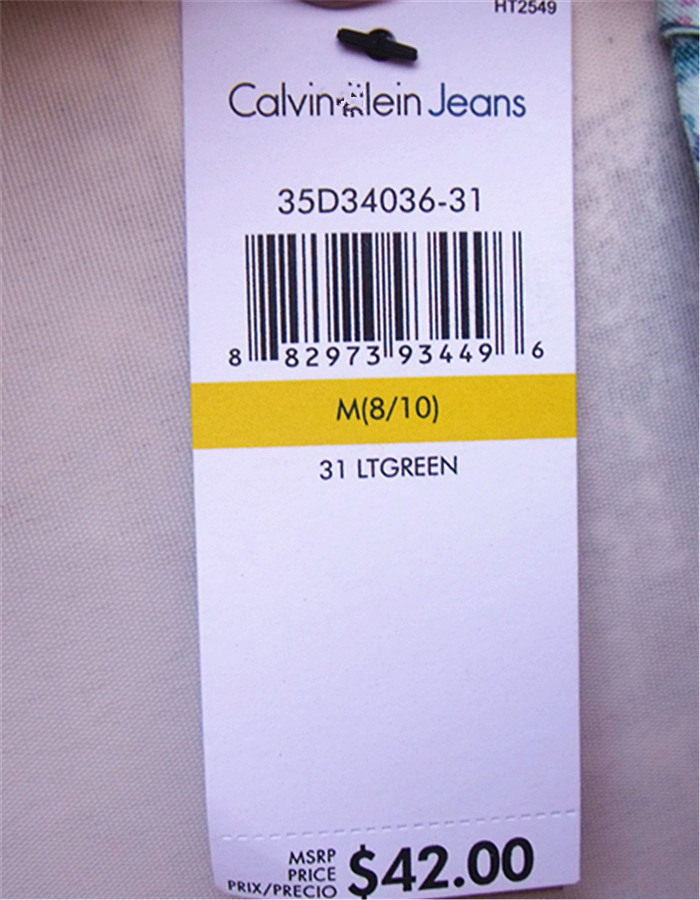 HT2549
Calvin Klein Jeans
35D34036-31
8 82973 93449 6
M(8/10)
31 LTGREEN
MSRP
PRICE
PRIX/PRECIO
$42.00